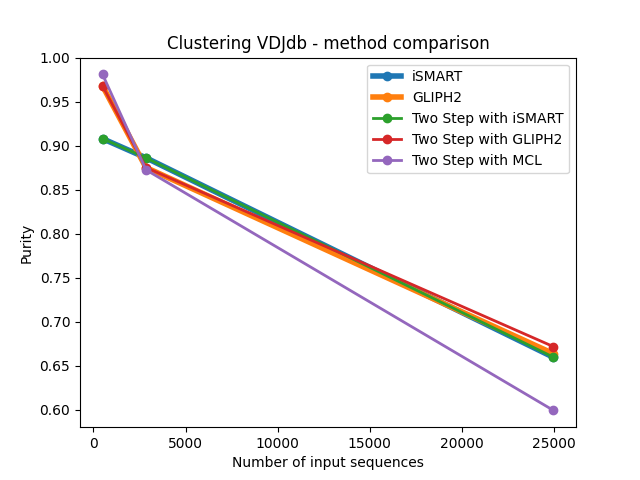 Clustering VDJdb - method comparison
iSMART
GLIPH2
Two Step with iSMART
Two Step with GLIPH2
Two Step with MCL
1.00
0.95
0.90
0.85
0.80
0.75
0.70
0.65
0.60
Purity
0 5000 10000 15000 20000 25000
Number of input sequences